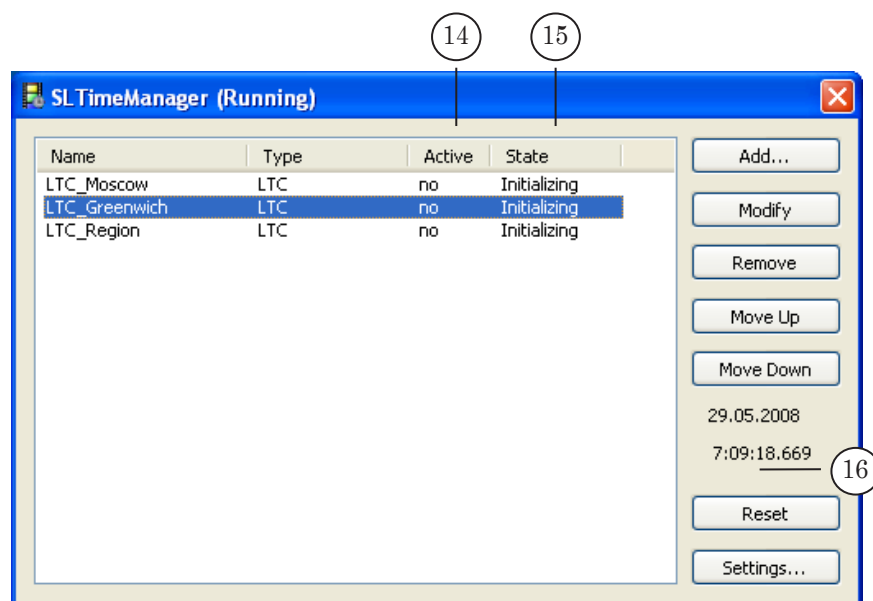 14 15
SLTimeManager (Running)
Name Type Active State
LTC_Moscow LTC no Initializing
LTC_Greenwich LTC no Initializing
LTC_Region LTC no Initializing
Add...
Modify
Remove
Move Up
Move Down
29.05.2008
7:09:18.669
16
Reset
Settings...